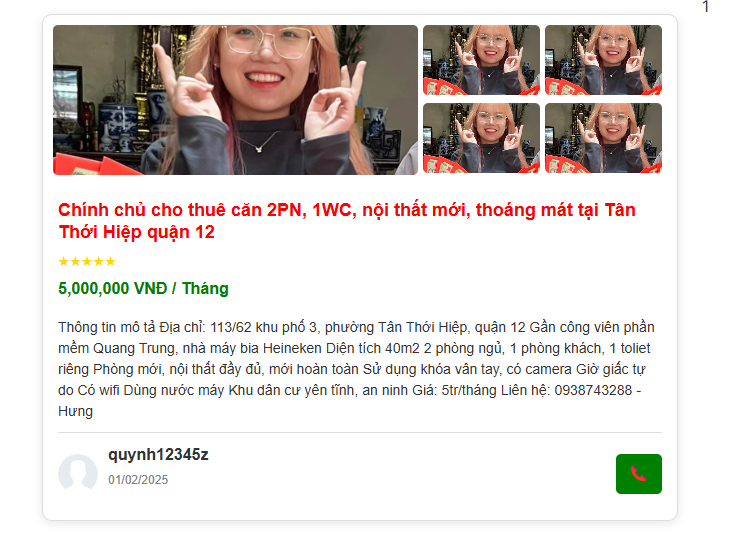 1
Chính chủ cho thuê căn 2PN, 1WC, nội thất mới, thoáng mát tại Tân
Thới Hiệp quận 12
★★★★★
5,000,000 VNĐ / Tháng
Thông tin mô tả Địa chỉ: 113/62 khu phố 3, phường Tân Thới Hiệp, quận 12 Gần công viên phần
mềm Quang Trung, nhà máy bia Heineken Diện tích 40m2 2 phòng ngủ, 1 phòng khách, 1 toliet
riêng Phòng mới, nội thất đầy đủ, mới hoàn toàn Sử dụng khóa vân tay, có camera Giờ giấc tự
do Có wifi Dùng nước máy Khu dân cư yên tĩnh, an ninh Giá: 5tr/tháng Liên hệ: 0938743288 -
Hưng
quynh12345z
01/02/2025